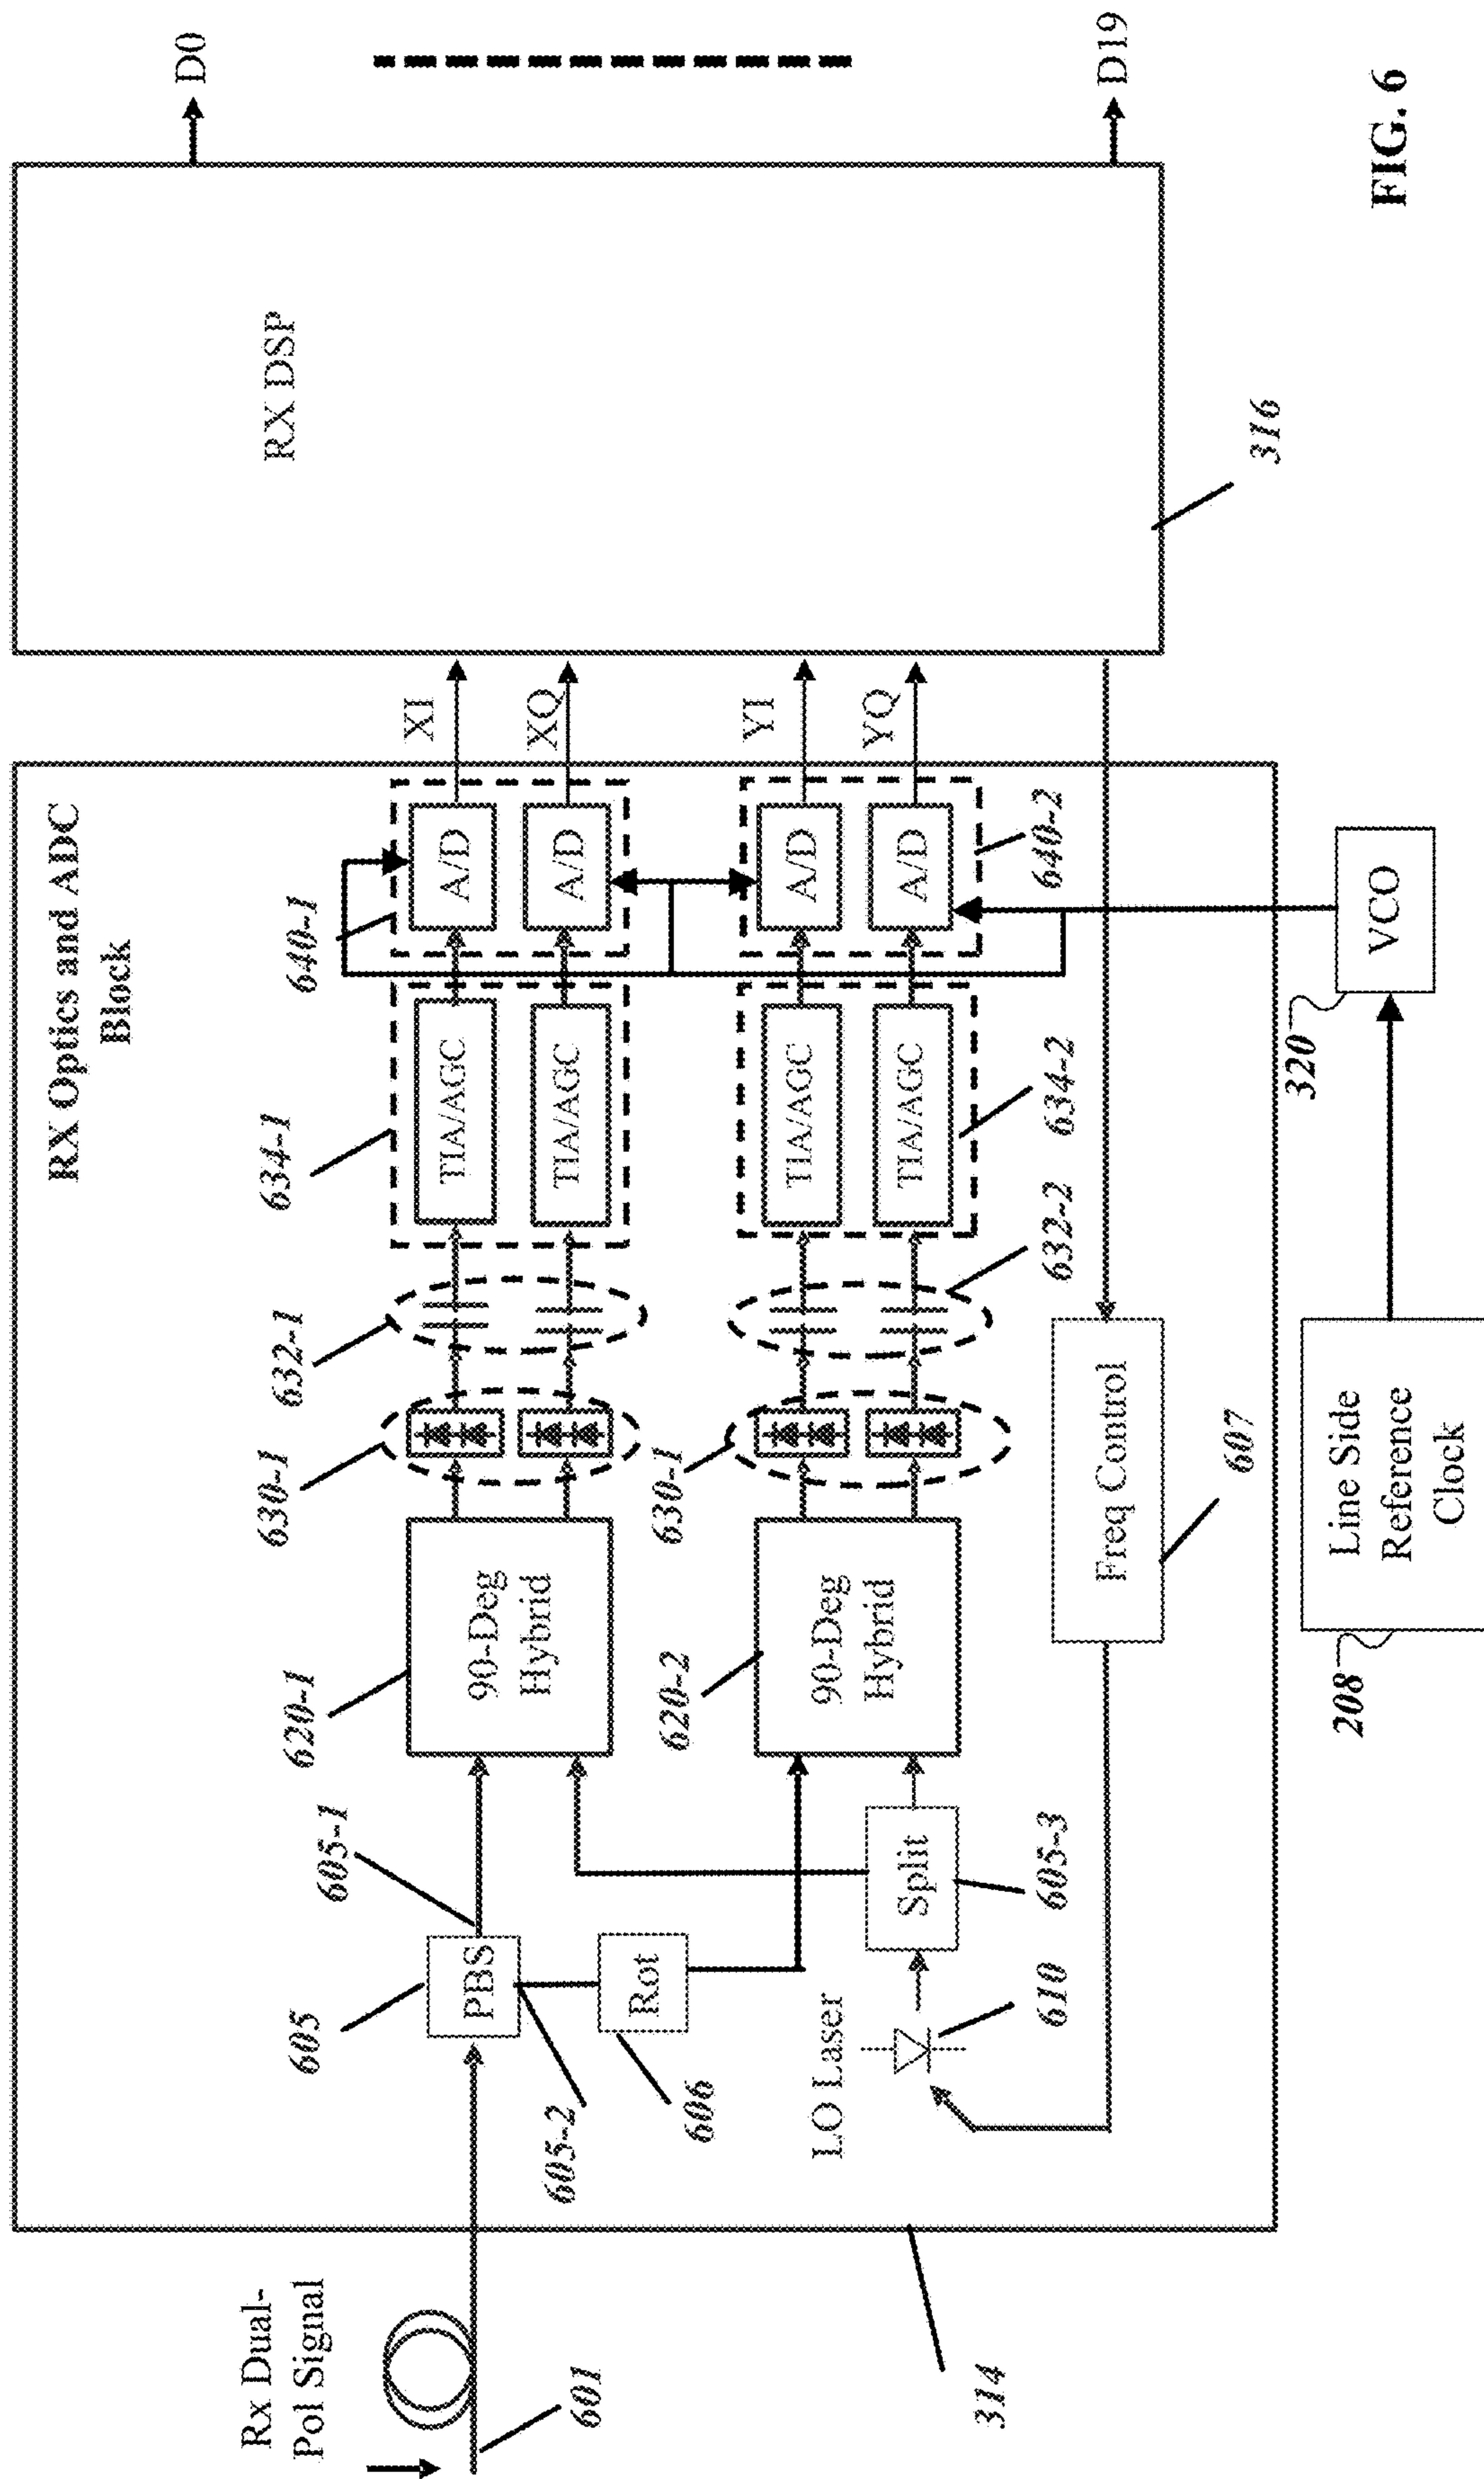 RX Optics and ADC
Block
Rx Dual-
Pol Signal
601
314
605
PBS
605-1
605-2
Rot
606
LO Laser
610
Split
605-3
620-1
90-Deg
Hybrid
620-2
90-Deg
Hybrid
630-1
630-1
632-1
632-2
634-1
TIA/AGC
TIA/AGC
TIA/AGC
TIA/AGC
634-2
640-1
A/D
A/D
A/D
A/D
640-2
XI
XQ
YI
YQ
Freq Control
607
RX DSP
316
D0
D19
208
Line Side
Reference
Clock
320
VCO
FIG. 6